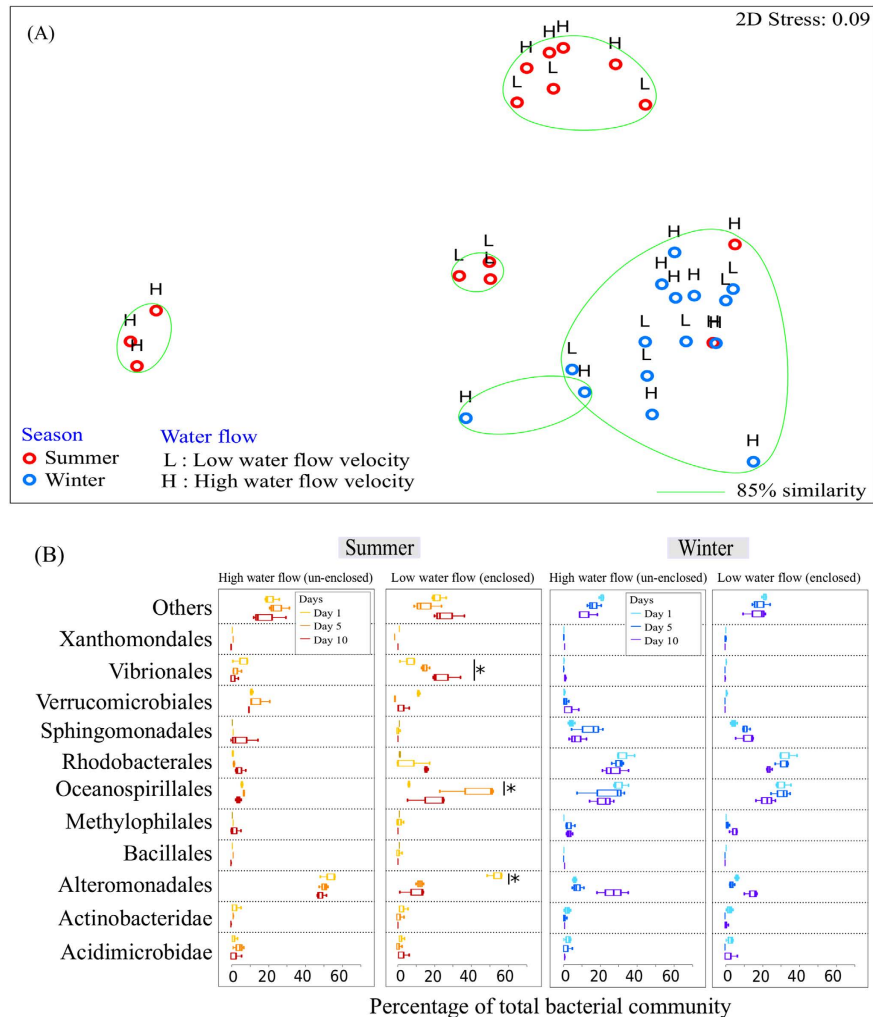 (A)
2D Stress: 0.09
H H H H
L L L
H
H
H
L
L
L
H
H
H H H
L
L
L L HH
L
L
H
H
H
H
Season Water flow
Summer L : Low water flow velocity
Winter H : High water flow velocity
85% similarity
(B)
Summer Winter
High water flow (un-enclosed) Low water flow (enclosed) High water flow (un-enclosed) Low water flow (enclosed)
Days
Day 1
Day 5
Day 10
Days
Day 1
Day 5
Day 10
Others
Xanthomondales
Vibrionales *
Verrucomicrobiales
Sphingomonadales
Rhodobacterales
Oceanospirillales *
Methylophilales
Bacillales
Alteromonadales *
Actinobacteridae
Acidimicrobidae
0 20 40 60 0 20 40 60 0 20 40 60 0 20 40 60
Percentage of total bacterial community